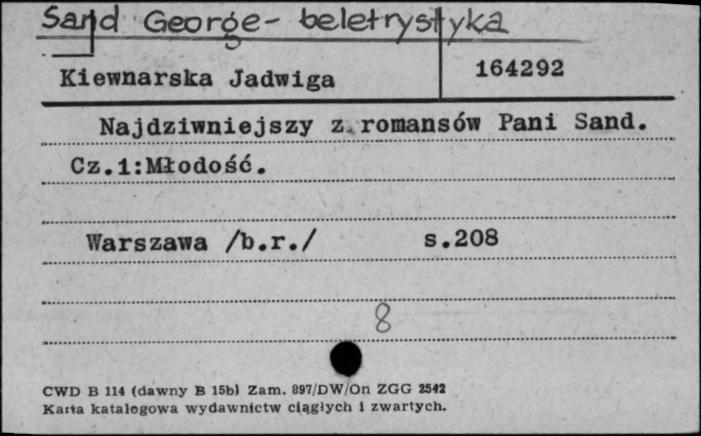 Sand George - beletrystyka
Kiewnarska Jadwiga 164292
Najdziwniejszy z romansów Pani Sand.
Cz.1:Młodość.
Warszawa /b.r./ s.208
8
CWD B 114 (dawny B 15b) Zam. 897/DW/On ZGG 2542
Karta katalogowa wydawnictw ciągłych i zwartych.